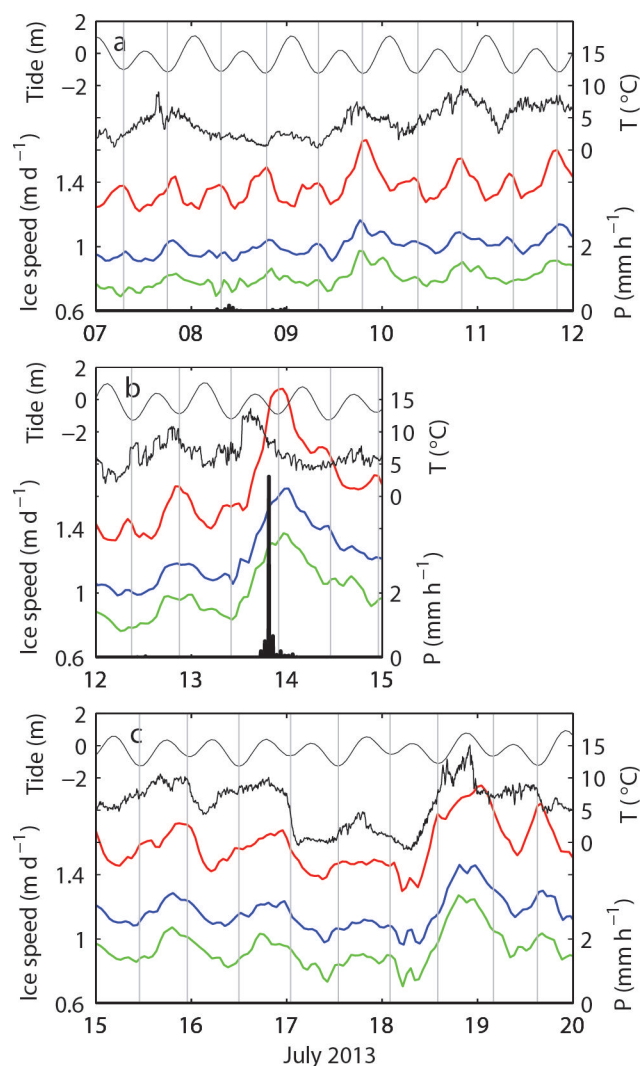 a
2
0
−2
Tide (m)
15
10
5
0
T (°C)
1.4
1
0.6
Ice speed (m d−1)
2
0
P (mm h−1)
07 08 09 10 11 12
b
2
0
−2
Tide (m)
15
10
5
0
T (°C)
1.4
1
0.6
Ice speed (m d−1)
2
0
P (mm h−1)
12 13 14 15
c
2
0
−2
Tide (m)
15
10
5
0
T (°C)
1.4
1
0.6
Ice speed (m d−1)
2
0
P (mm h−1)
15 16 17 18 19 20
July 2013